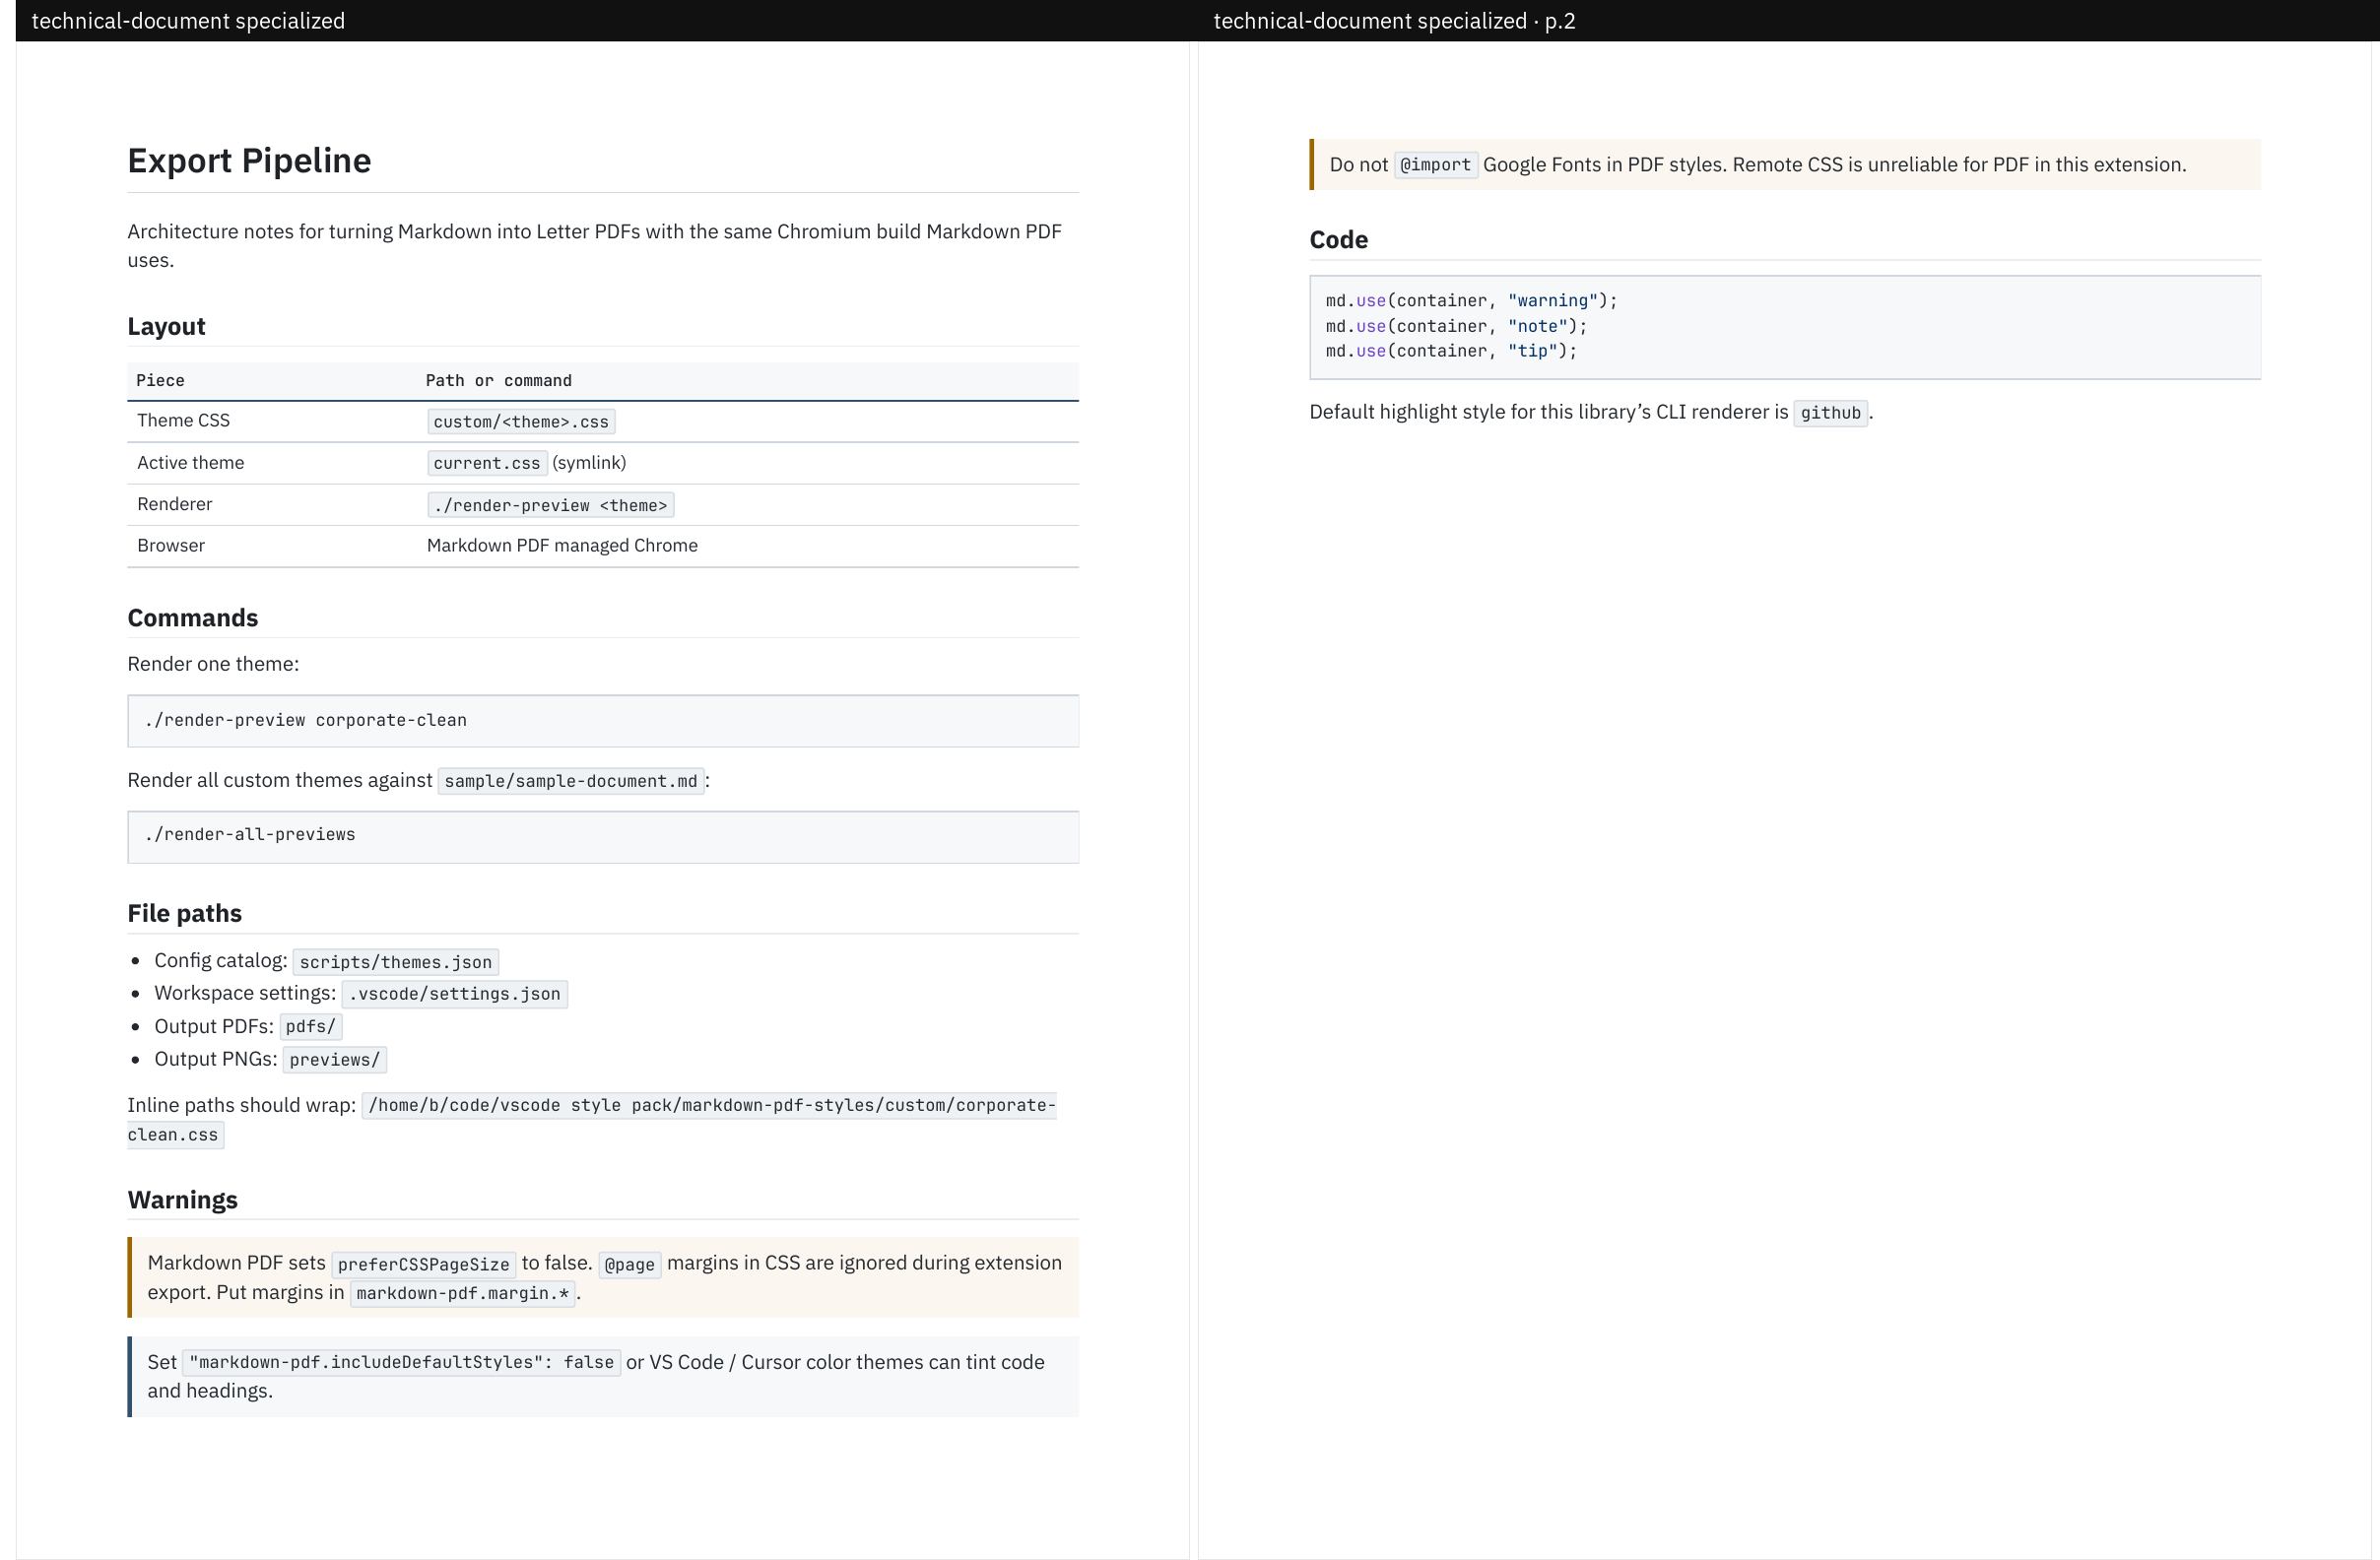 technical-document specialized
Export Pipeline
Architecture notes for turning Markdown into Letter PDFs with the same Chromium build Markdown PDF
uses.
Layout
Piece Path or command
Theme CSS custom/<theme>.css
Active theme current.css (symlink)
Renderer ./render-preview <theme>
Browser Markdown PDF managed Chrome
Commands
Render one theme:
./render-preview corporate-clean
Render all custom themes against sample/sample-document.md:
./render-all-previews
File paths
• Config catalog: scripts/themes.json
• Workspace settings: .vscode/settings.json
• Output PDFs: pdfs/
• Output PNGs: previews/
Inline paths should wrap: /home/b/code/vscode style pack/markdown-pdf-styles/custom/corporate-
clean.css
Warnings
Markdown PDF sets preferCSSPageSize to false. @page margins in CSS are ignored during extension
export. Put margins in markdown-pdf.margin.*.
Set "markdown-pdf.includeDefaultStyles": false or VS Code / Cursor color themes can tint code
and headings.
technical-document specialized · p.2
Do not @import Google Fonts in PDF styles. Remote CSS is unreliable for PDF in this extension.
Code
md.use(container, "warning");
md.use(container, "note");
md.use(container, "tip");
Default highlight style for this library’s CLI renderer is github.